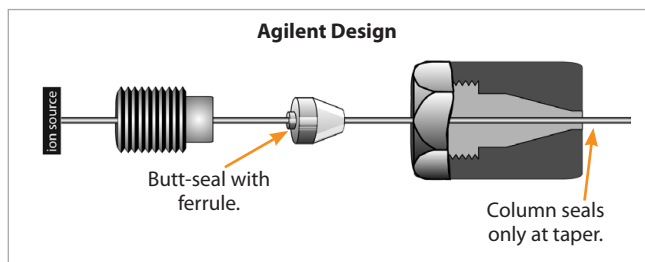 Agilent Design
ion source
Butt-seal with
ferrule.
Column seals
only at taper.